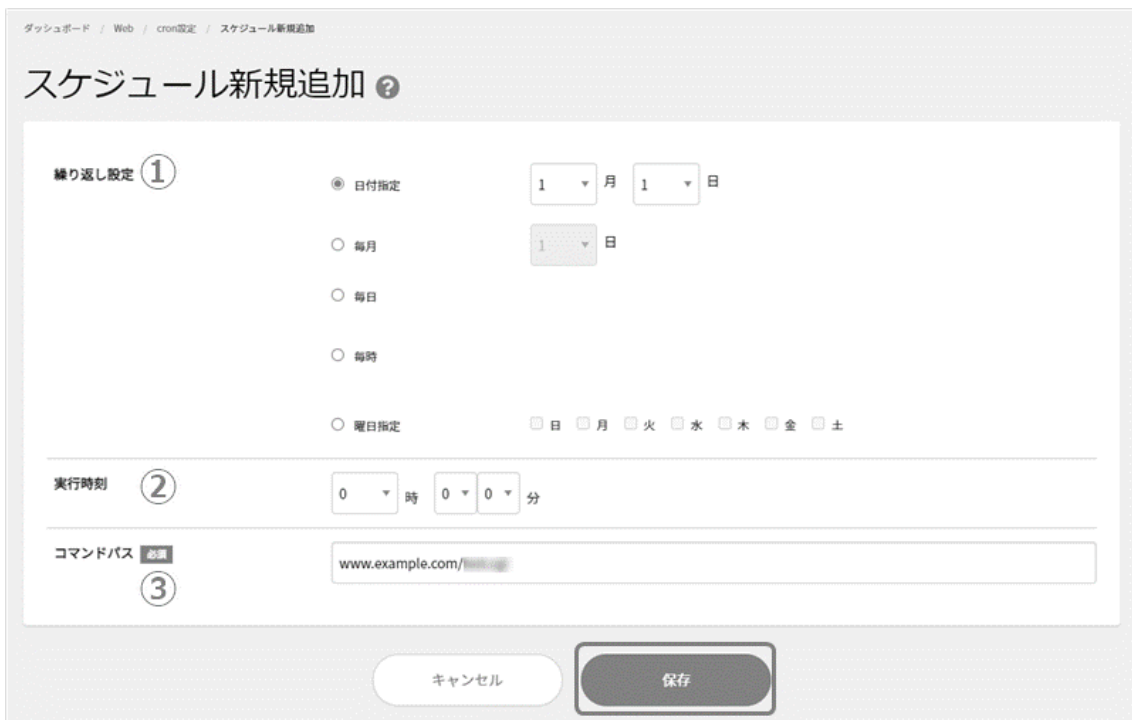 ダッシュボード / Web / cron設定 / スケジュール新規追加
スケジュール新規追加 ?
繰り返し設定 ①
日付指定 1 月 1 日
毎月 1 日
毎日
毎時
曜日指定 日 月 火 水 木 金 土
実行時刻 ② 0 時 0 0 分
コマンドパス 必須 www.example.com/
③
キャンセル 保存